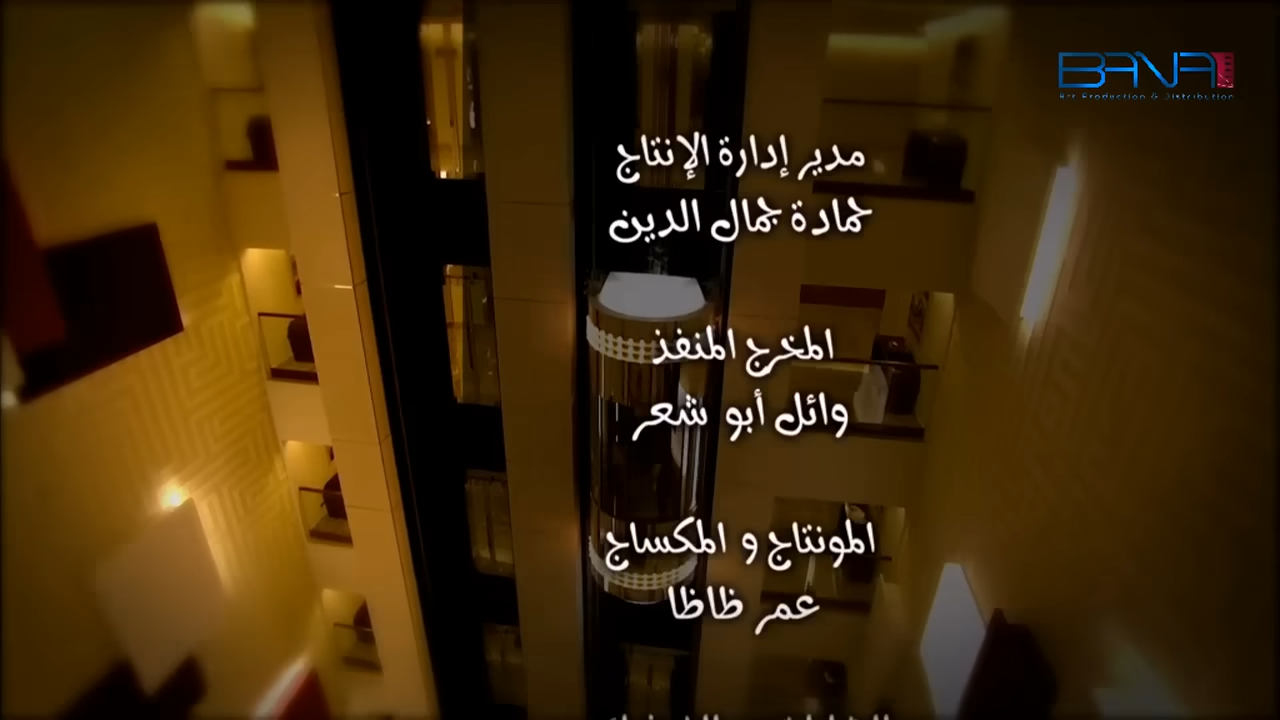 BANA
Art Production & Distribution
مدير إدارة الإنتاج
حمادة جمال الدين
المخرج المنفذ
وائل أبو شعر
المونتاج و المكساج
عمر ظاظا